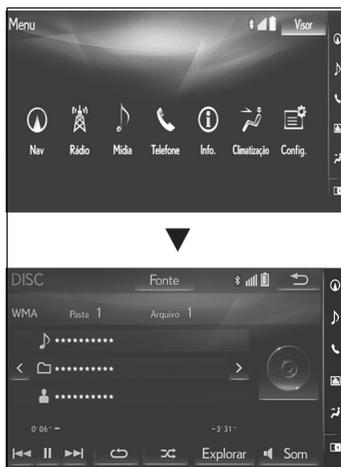 Menu Visor
Nav Rádio Mídia Telefone Info. Climatização Config.
DISC Fonte
WMA Pasta 1 Arquivo 1
**********
**********
**********
0'06" -3'31"
Explorar Som